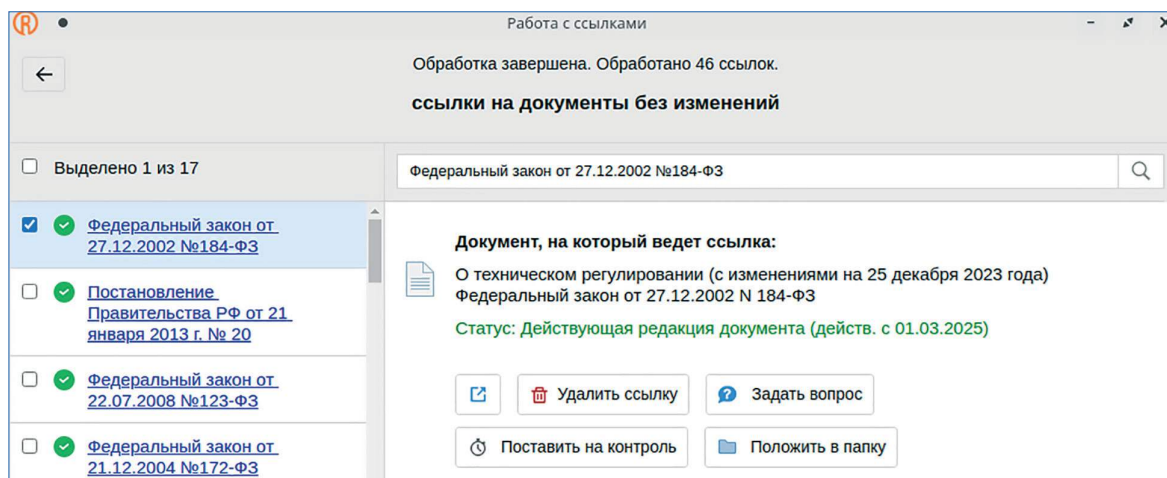 Работа с ссылками
Обработка завершена. Обработано 46 ссылок.
ссылки на документы без изменений
Выделено 1 из 17
Федеральный закон от 27.12.2002 №184-ФЗ
Федеральный закон от
27.12.2002 №184-ФЗ
Постановление
Правительства РФ от 21
января 2013 г. № 20
Федеральный закон от
22.07.2008 №123-ФЗ
Федеральный закон от
21.12.2004 №172-ФЗ
Документ, на который ведет ссылка:
О техническом регулировании (с изменениями на 25 декабря 2023 года)
Федеральный закон от 27.12.2002 N 184-ФЗ
Статус: Действующая редакция документа (действ. с 01.03.2025)
Удалить ссылку
Задать вопрос
Поставить на контроль
Положить в папку